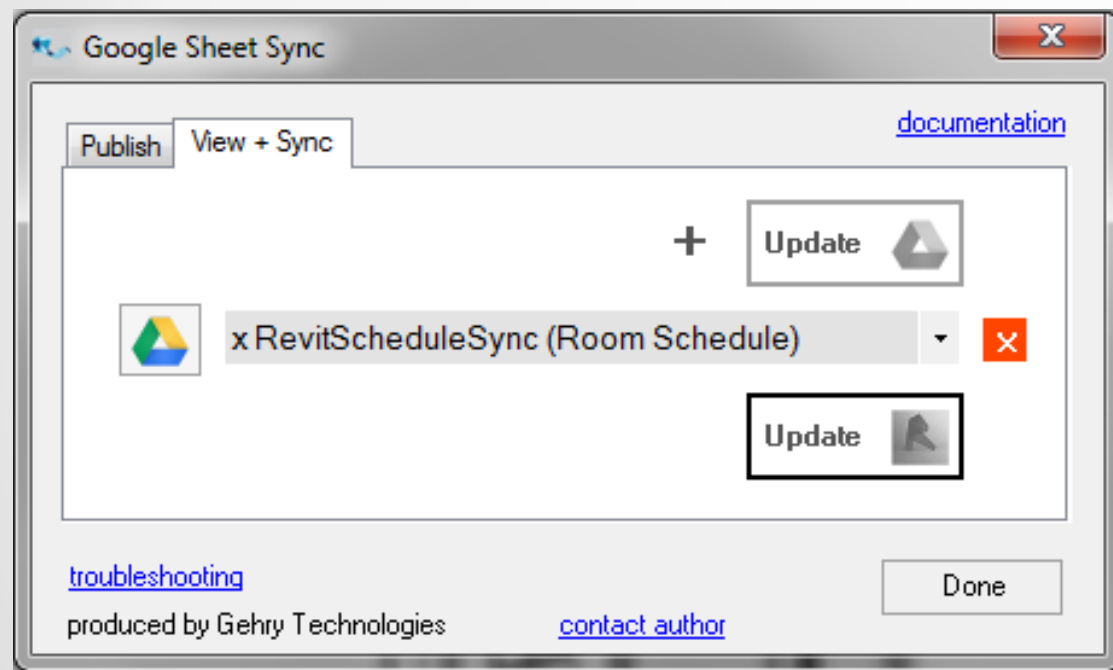 Google Sheet Sync
documentation
Publish
View + Sync
+
Update
x RevitScheduleSync (Room Schedule)
Update
troubleshooting
Done
produced by Gehry Technologies
contact author